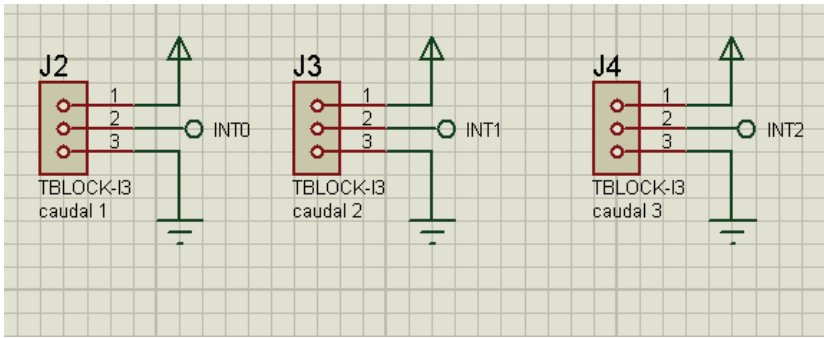 J2
1
2
3
INT0
TBLOCK-I3
caudal 1
J3
1
2
3
INT1
TBLOCK-I3
caudal 2
J4
1
2
3
INT2
TBLOCK-I3
caudal 3